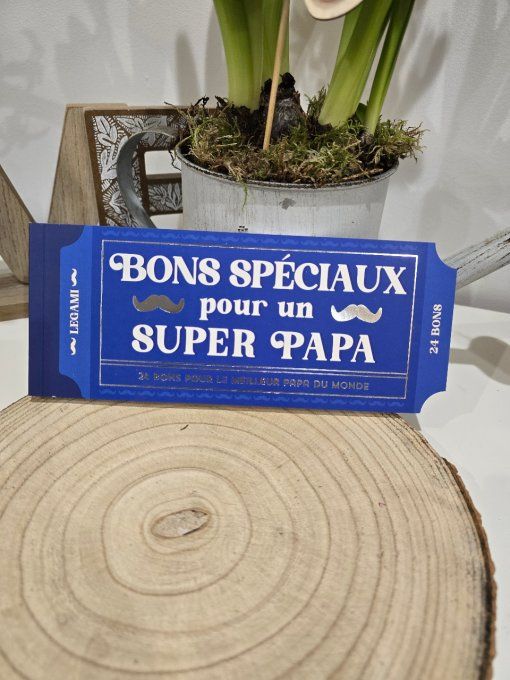 LEGAMI
BONS SPÉCIAUX
pour un
SUPER PAPA
24 BONS POUR LE MEILLEUR PAPA DU MONDE
24 BONS